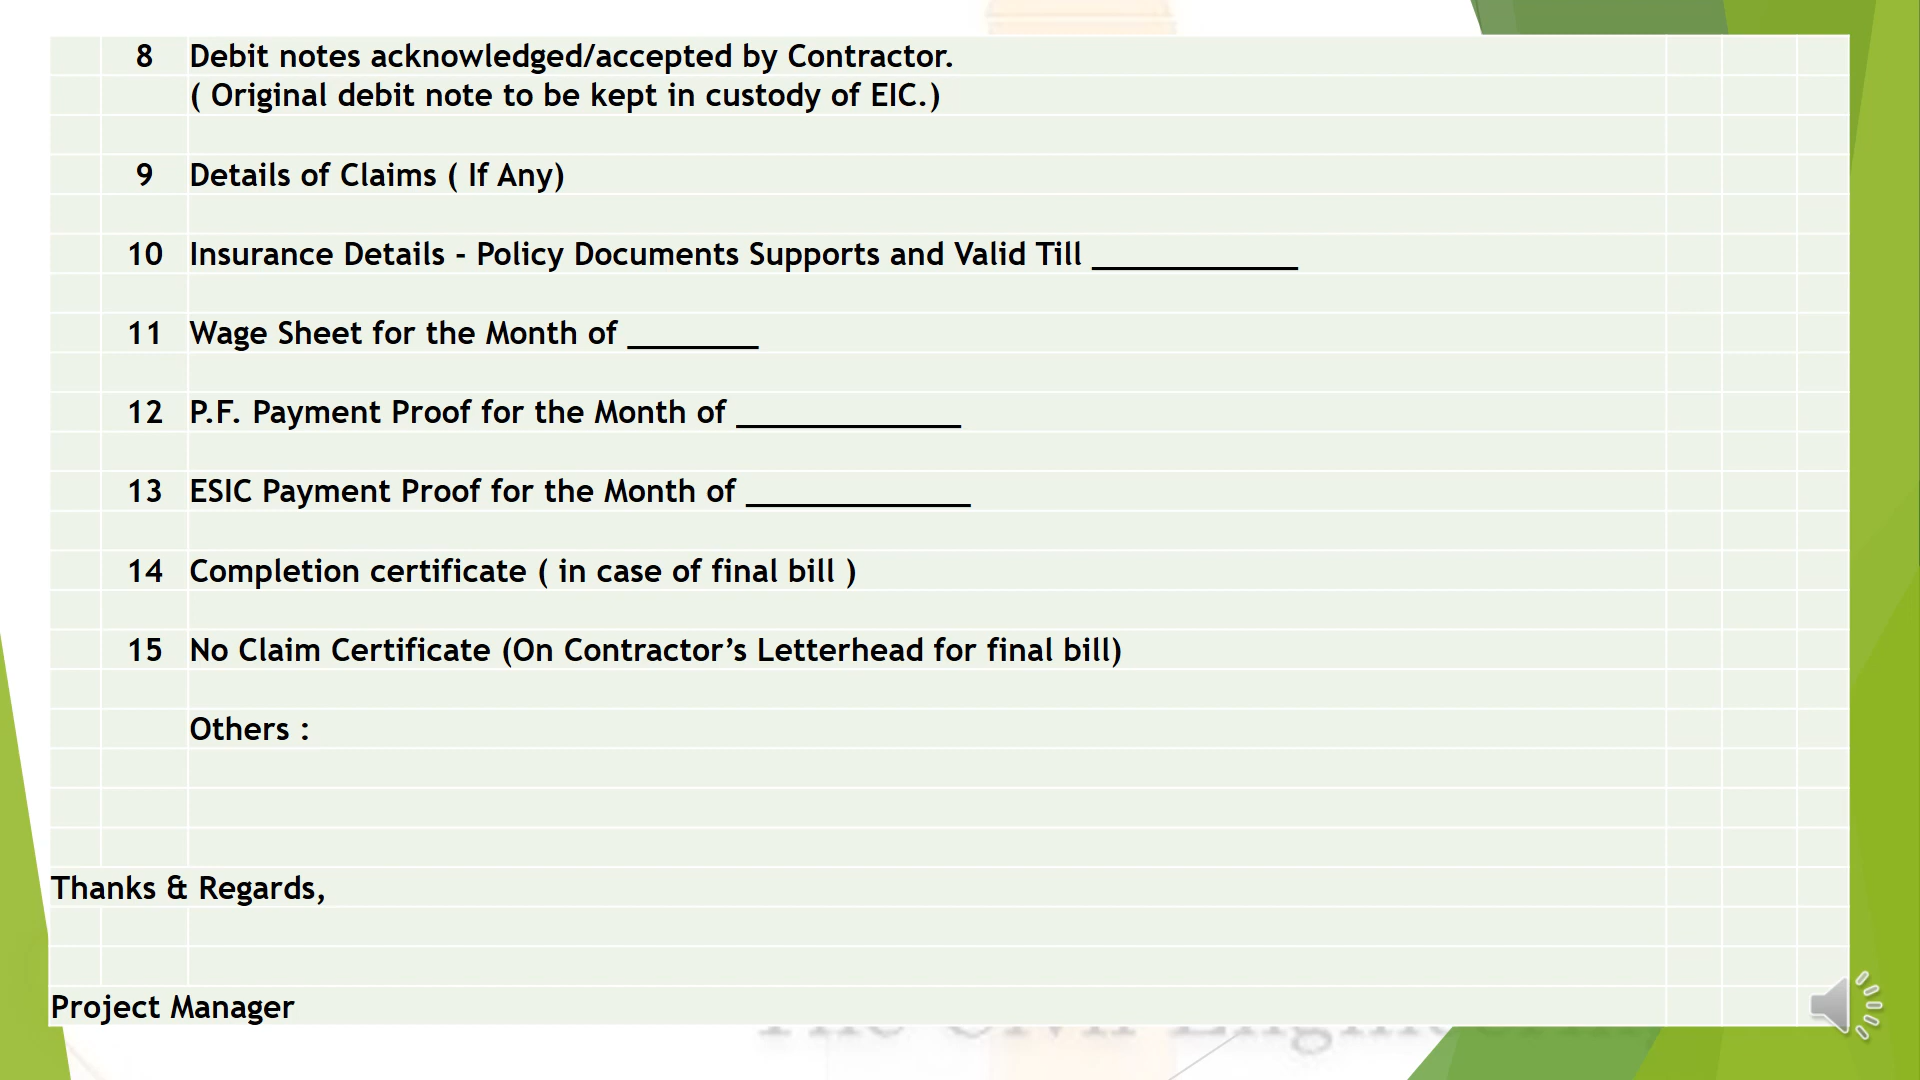 8 Debit notes acknowledged/accepted by Contractor.
( Original debit note to be kept in custody of EIC.)
9 Details of Claims ( If Any)
10 Insurance Details - Policy Documents Supports and Valid Till ___________
11 Wage Sheet for the Month of _______
12 P.F. Payment Proof for the Month of ____________
13 ESIC Payment Proof for the Month of ____________
14 Completion certificate ( in case of final bill )
15 No Claim Certificate (On Contractor’s Letterhead for final bill)
Others :
Thanks & Regards,
Project Manager